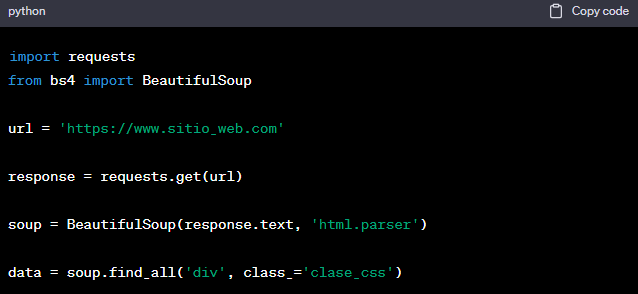 python
Copy code
import requests
from bs4 import BeautifulSoup
url = 'https://www.sitio_web.com'
response = requests.get(url)
soup = BeautifulSoup(response.text, 'html.parser')
data = soup.find_all('div', class_='clase_css')